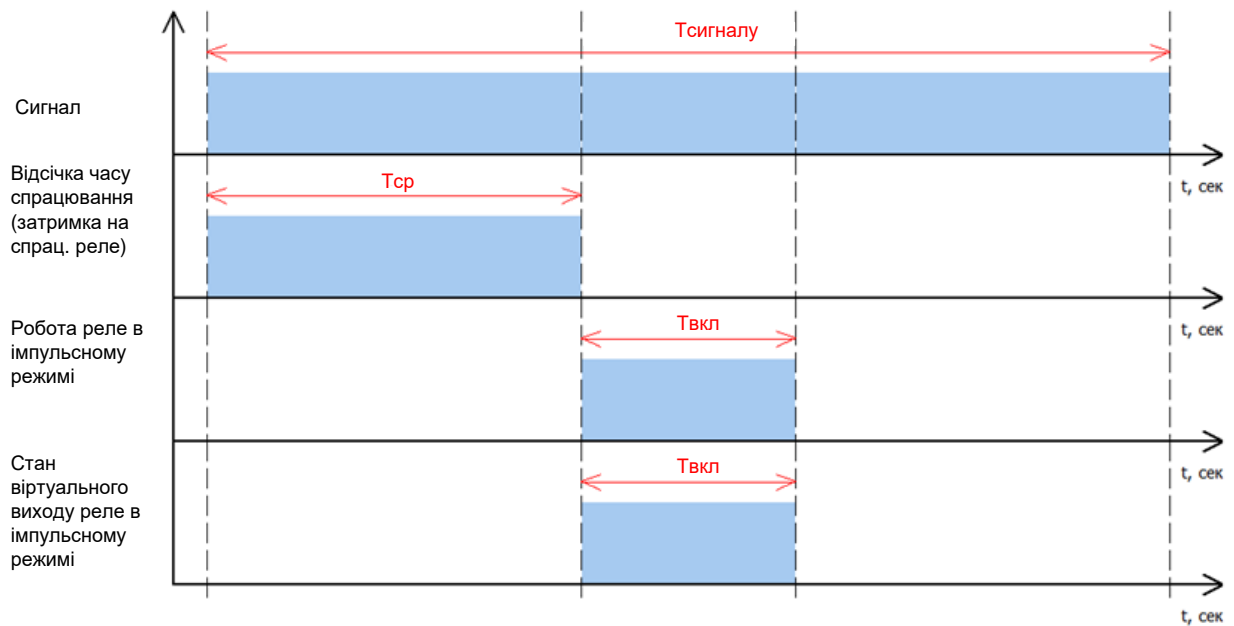 Тсигналу
Сигнал
t, сек
Відсічка часу
спрацювання
(затримка на
спрац. реле)
Тср
t, сек
Робота реле в
імпульсному
режимі
Твкл
t, сек
Стан
віртуального
виходу реле в
імпульсному
режимі
Твкл
t, сек